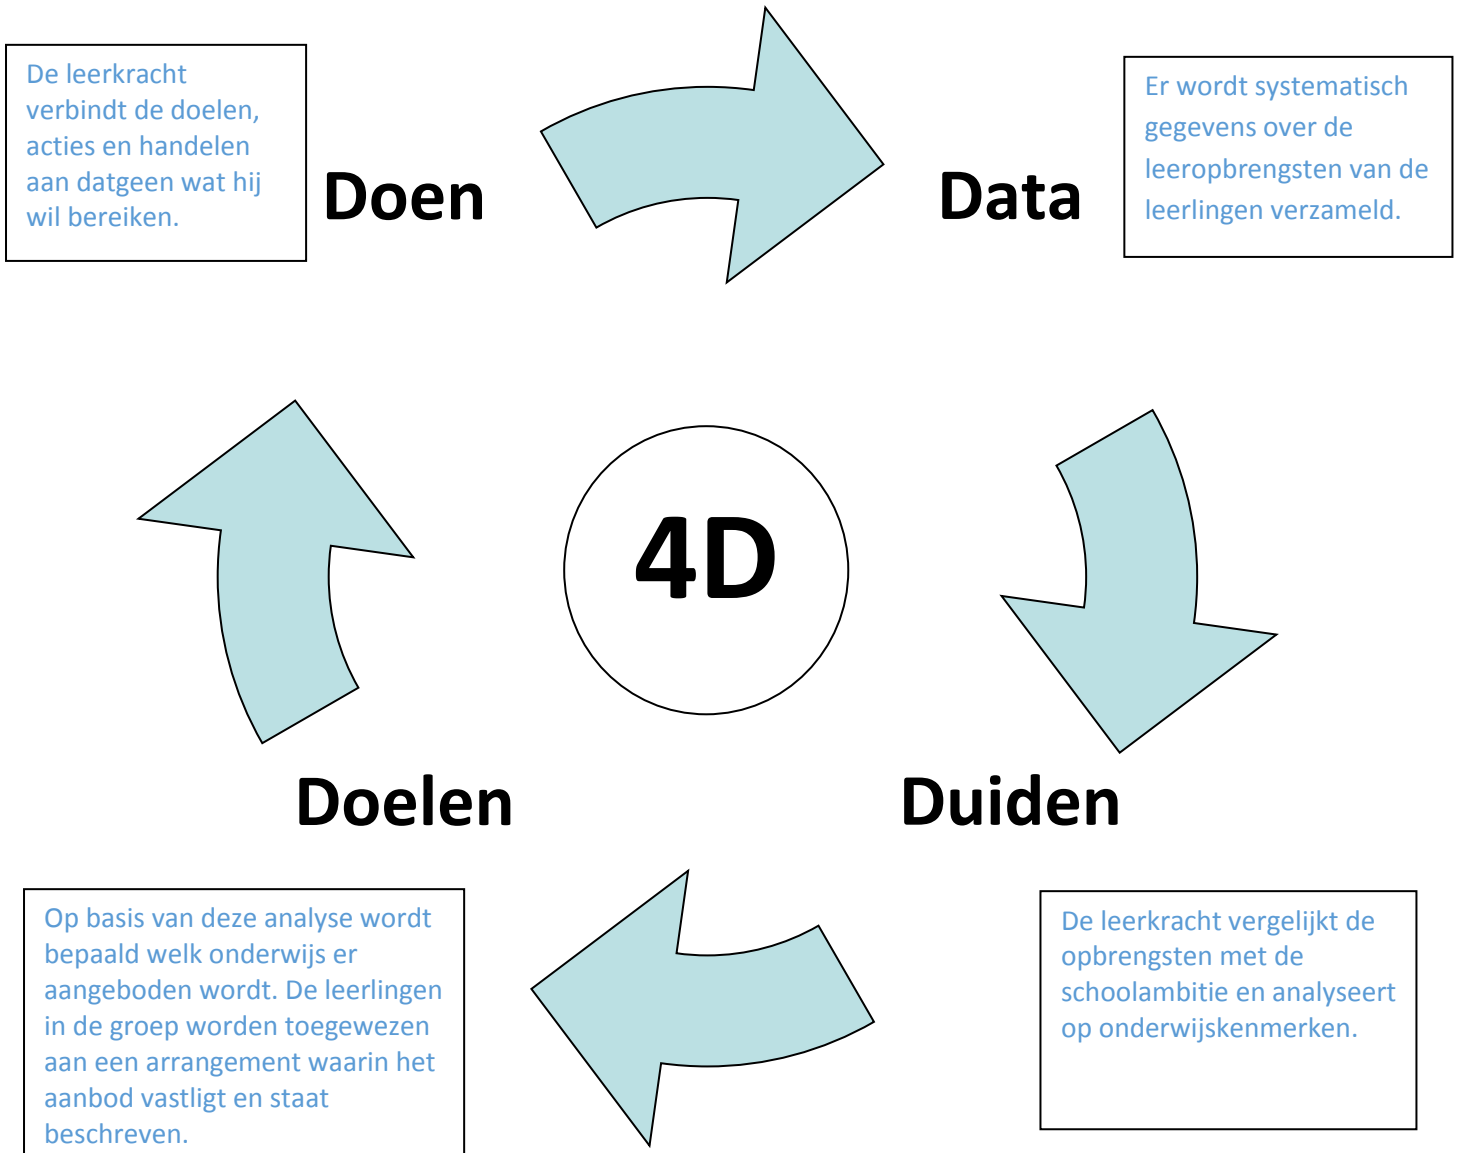 De leerkracht
verbindt de doelen,
acties en handelen
aan datgeen wat hij
wil bereiken.
Doen
Data
Er wordt systematisch
gegevens over de
leeropbrengsten van de
leerlingen verzameld.
4D
Doelen
Duiden
Op basis van deze analyse wordt
bepaald welk onderwijs er
aangeboden wordt. De leerlingen
in de groep worden toegewezen
aan een arrangement waarin het
aanbod vastligt en staat
beschreven.
De leerkracht vergelijkt de
opbrengsten met de
schoolambitie en analyseert
op onderwijskenmerken.